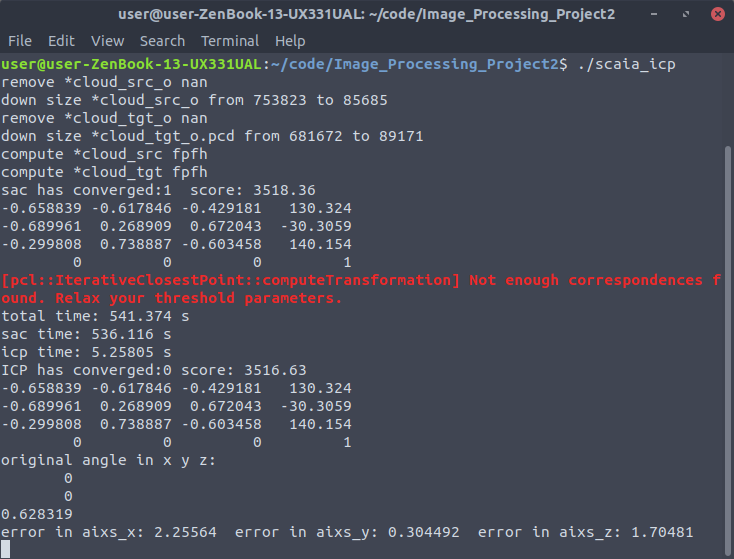 user@user-ZenBook-13-UX331UAL: ~/code/Image_Processing_Project2
File Edit View Search Terminal Help
user@user-ZenBook-13-UX331UAL:~/code/Image_Processing_Project2$ ./scaia_icp
remove *cloud_src_o nan
down size *cloud_src_o from 753823 to 85685
remove *cloud_tgt_o nan
down size *cloud_tgt_o.pcd from 681672 to 89171
compute *cloud_src fpfh
compute *cloud_tgt fpfh
sac has converged:1  score: 3518.36
-0.658839 -0.617846 -0.429181   130.324
-0.689961  0.268909  0.672043  -30.3059
-0.299808  0.738887 -0.603458   140.154
        0         0         0         1
[pcl::IterativeClosestPoint::computeTransformation] Not enough correspondences f
ound. Relax your threshold parameters.
total time: 541.374 s
sac time: 536.116 s
icp time: 5.25805 s
ICP has converged:0 score: 3516.63
-0.658839 -0.617846 -0.429181   130.324
-0.689961  0.268909  0.672043  -30.3059
-0.299808  0.738887 -0.603458   140.154
        0         0         0         1
original angle in x y z:
       0
       0
0.628319
error in aixs_x: 2.25564  error in aixs_y: 0.304492  error in aixs_z: 1.70481